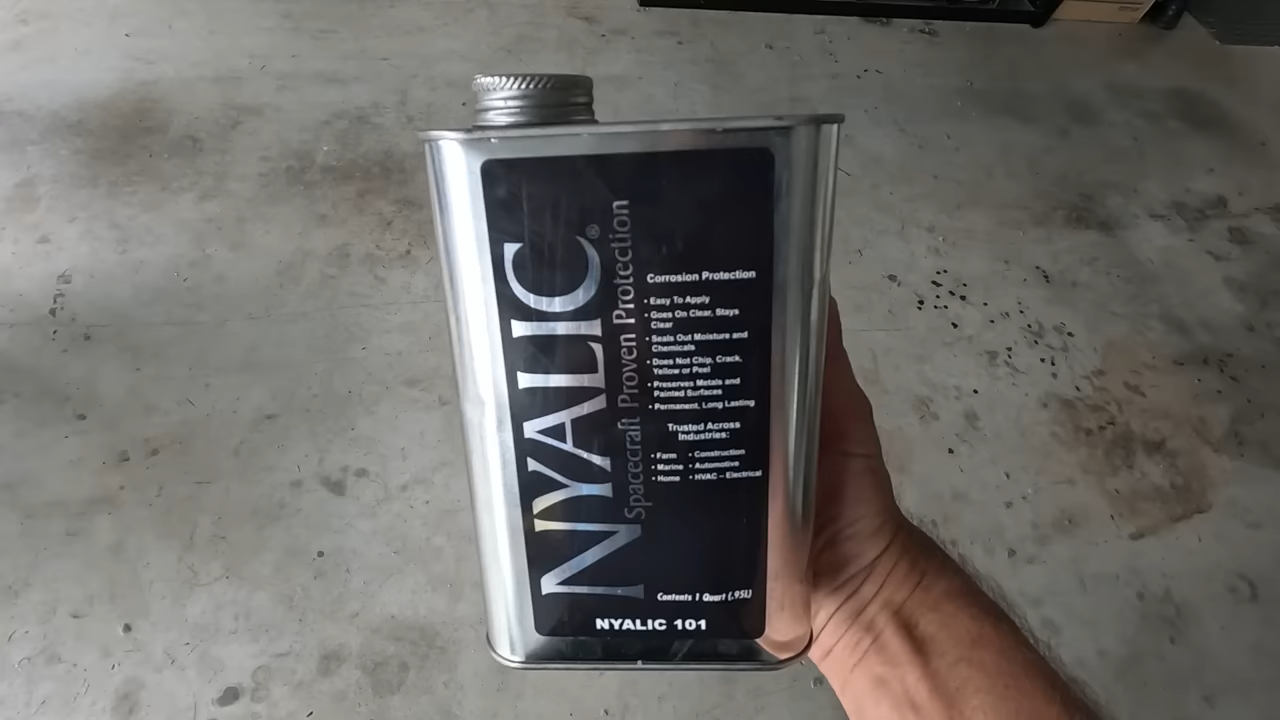 NYALIC®
Spacecraft Proven Protection
Corrosion Protection
• Easy To Apply
• Goes On Clear, Stays
Clear
• Seals Out Moisture and
Chemicals
• Does Not Chip, Crack,
Yellow or Peel
• Preserves Metals and
Painted Surfaces
• Permanent, Long Lasting
Trusted Across
Industries:
• Farm • Construction
• Marine • Automotive
• Home • HVAC – Electrical
Contents 1 Quart (.95L)
NYALIC 101